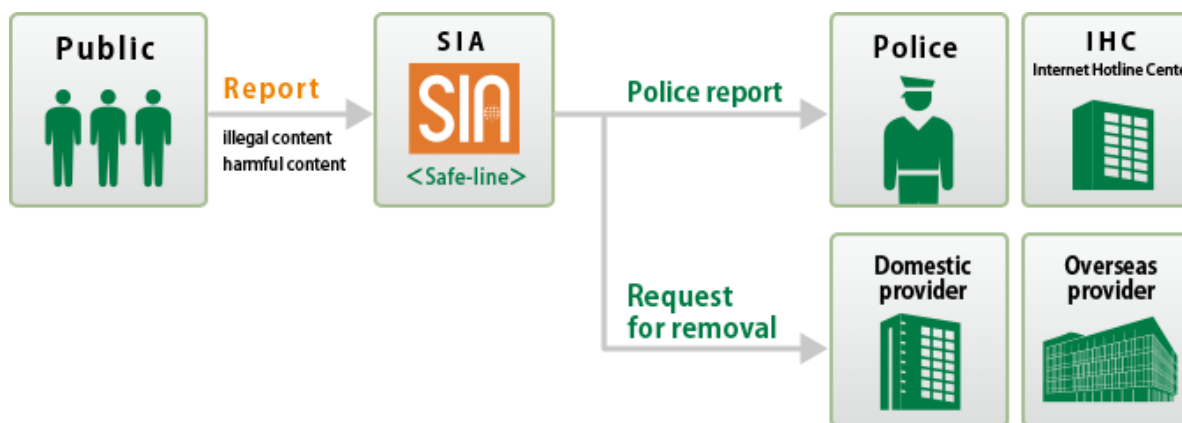 Public
Report
illegal content
harmful content
SIA
SIA
<Safe-line>
Police report
Police
IHC
Internet Hotline Cente
Request
for removal
Domestic
provider
Overseas
provider